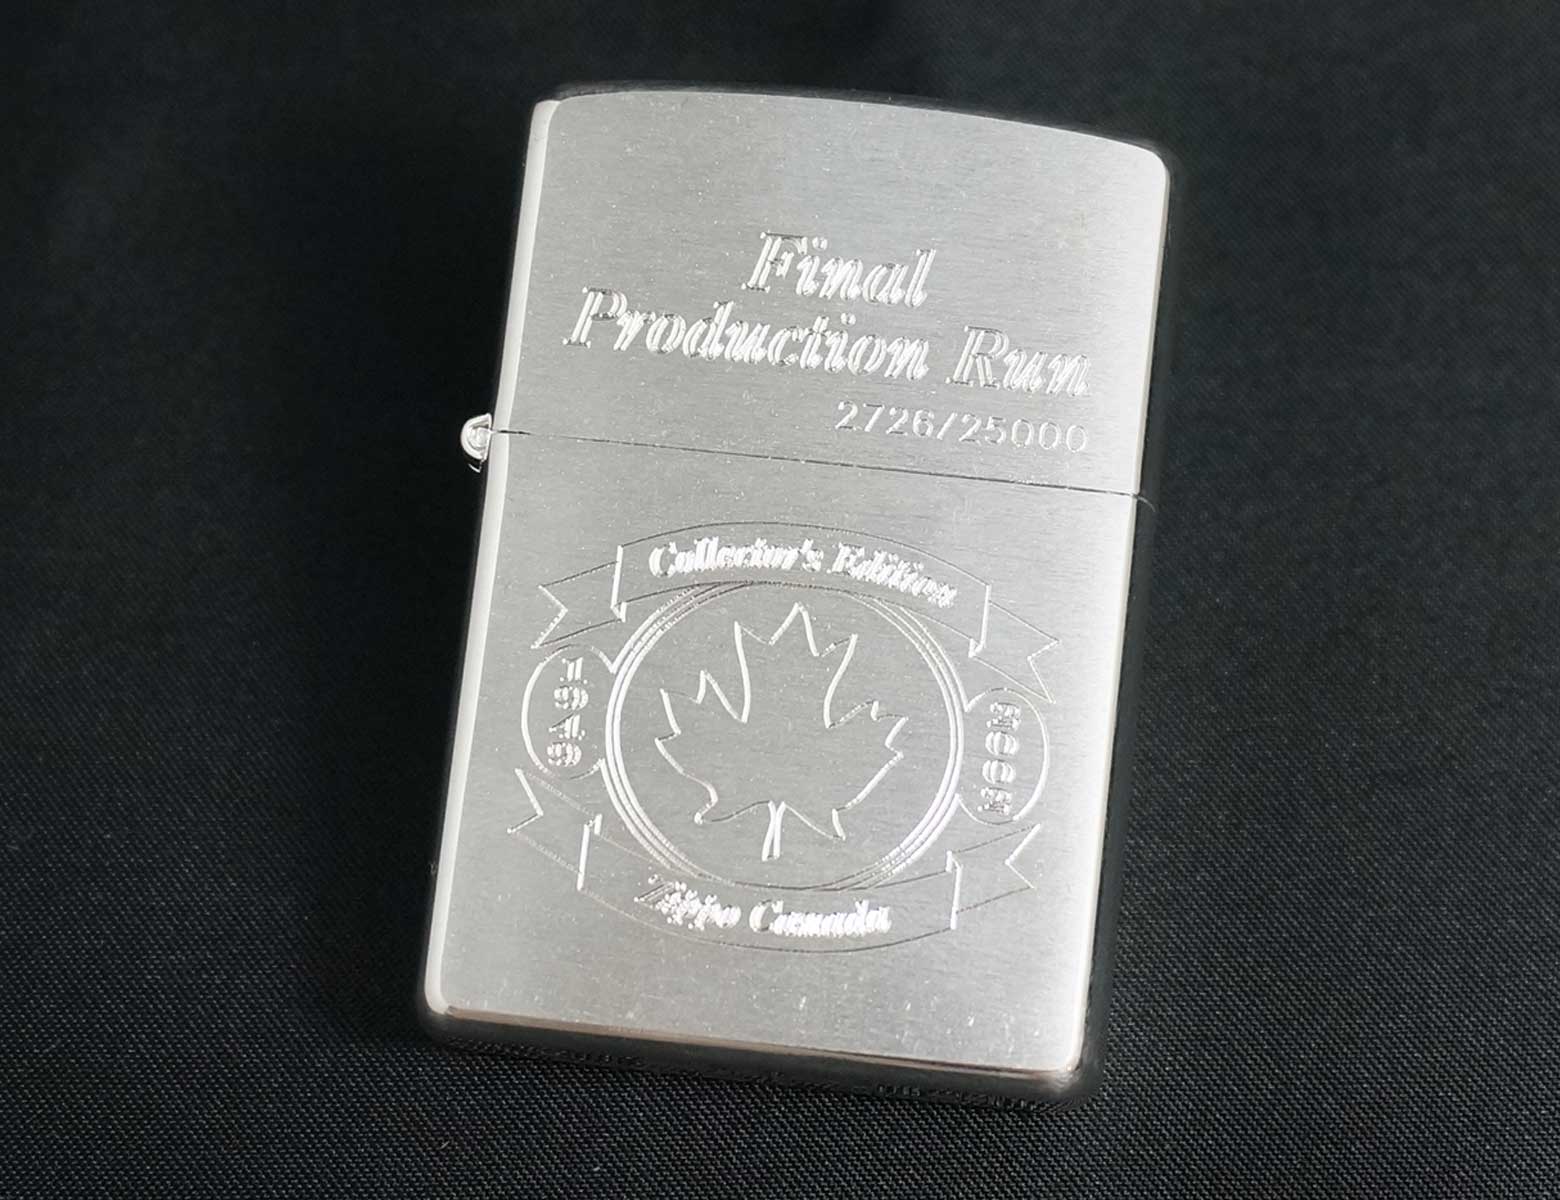 Final
Production Run
2726/25000
Collector's Edition
1949
2002
Zippo Canada